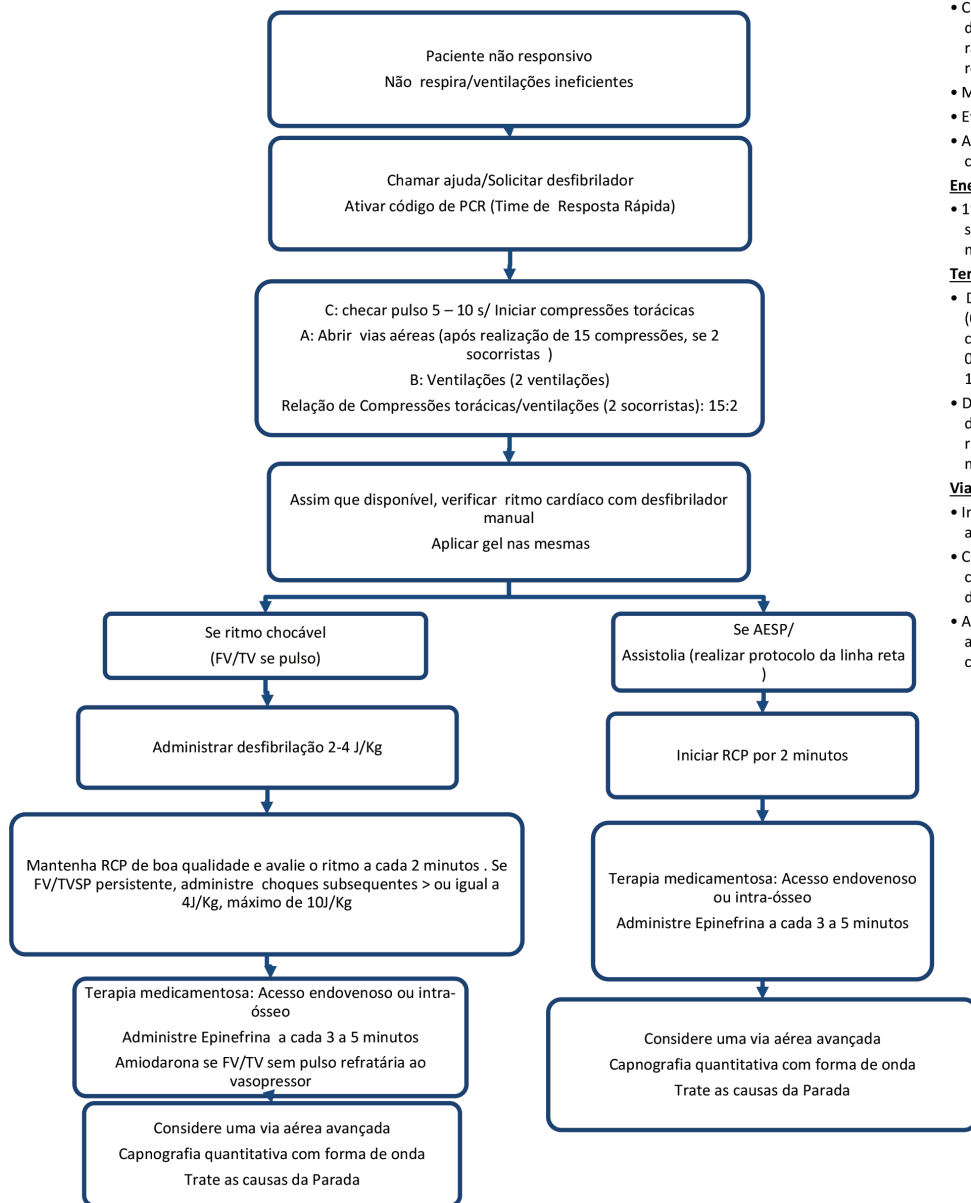 Paciente não responsivo
Não respira/ventilações ineficientes
Chamar ajuda/Solicitar desfibrilador
Ativar código de PCR (Time de Resposta Rápida)
C: checar pulso 5 – 10 s/ Iniciar compressões torácicas
A: Abrir vias aéreas (após realização de 15 compressões, se 2
socorristas )
B: Ventilações (2 ventilações)
Relação de Compressões torácicas/ventilações (2 socorristas): 15:2
Assim que disponível, verificar ritmo cardíaco com desfibrilador
manual
Aplicar gel nas mesmas
Se ritmo chocável
(FV/TV se pulso)
Administrar desfibrilação 2-4 J/Kg
Mantenha RCP de boa qualidade e avalie o ritmo a cada 2 minutos . Se
FV/TVSP persistente, administre choques subsequentes > ou igual a
4J/Kg, máximo de 10J/Kg
Terapia medicamentosa: Acesso endovenoso ou intra-
ósseo
Administre Epinefrina a cada 3 a 5 minutos
Amiodarona se FV/TV sem pulso refratária ao
vasopressor
Considere uma via aérea avançada
Capnografia quantitativa com forma de onda
Trate as causas da Parada
Se AESP/
Assistolia (realizar protocolo da linha reta
)
Iniciar RCP por 2 minutos
Terapia medicamentosa: Acesso endovenoso
ou intra-ósseo
Administre Epinefrina a cada 3 a 5 minutos
Considere uma via aérea avançada
Capnografia quantitativa com forma de onda
Trate as causas da Parada